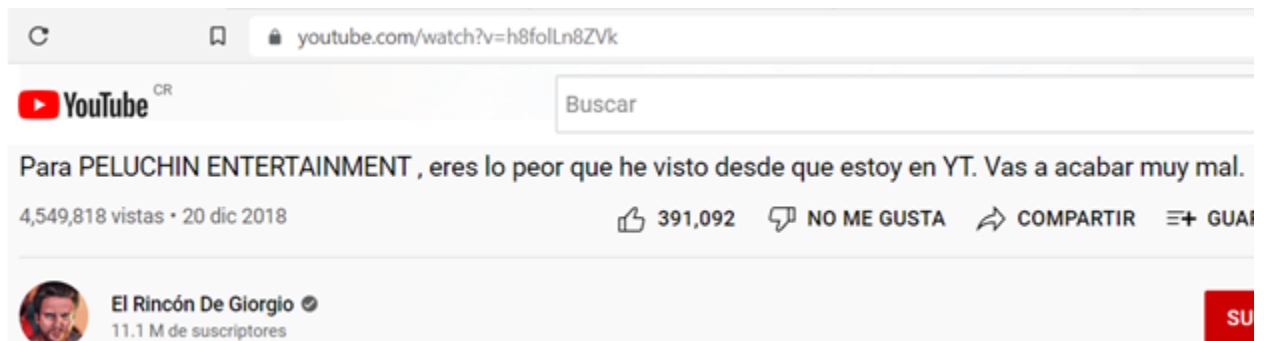 youtube.com/watch?v=h8folLn8ZVk
YouTube CR
Buscar
Para PELUCHIN ENTERTAINMENT , eres lo peor que he visto desde que estoy en YT. Vas a acabar muy mal.
4,549,818 vistas • 20 dic 2018
391,092 NO ME GUSTA COMPARTIR
El Rincón De Giorgio
11.1 M de suscriptores